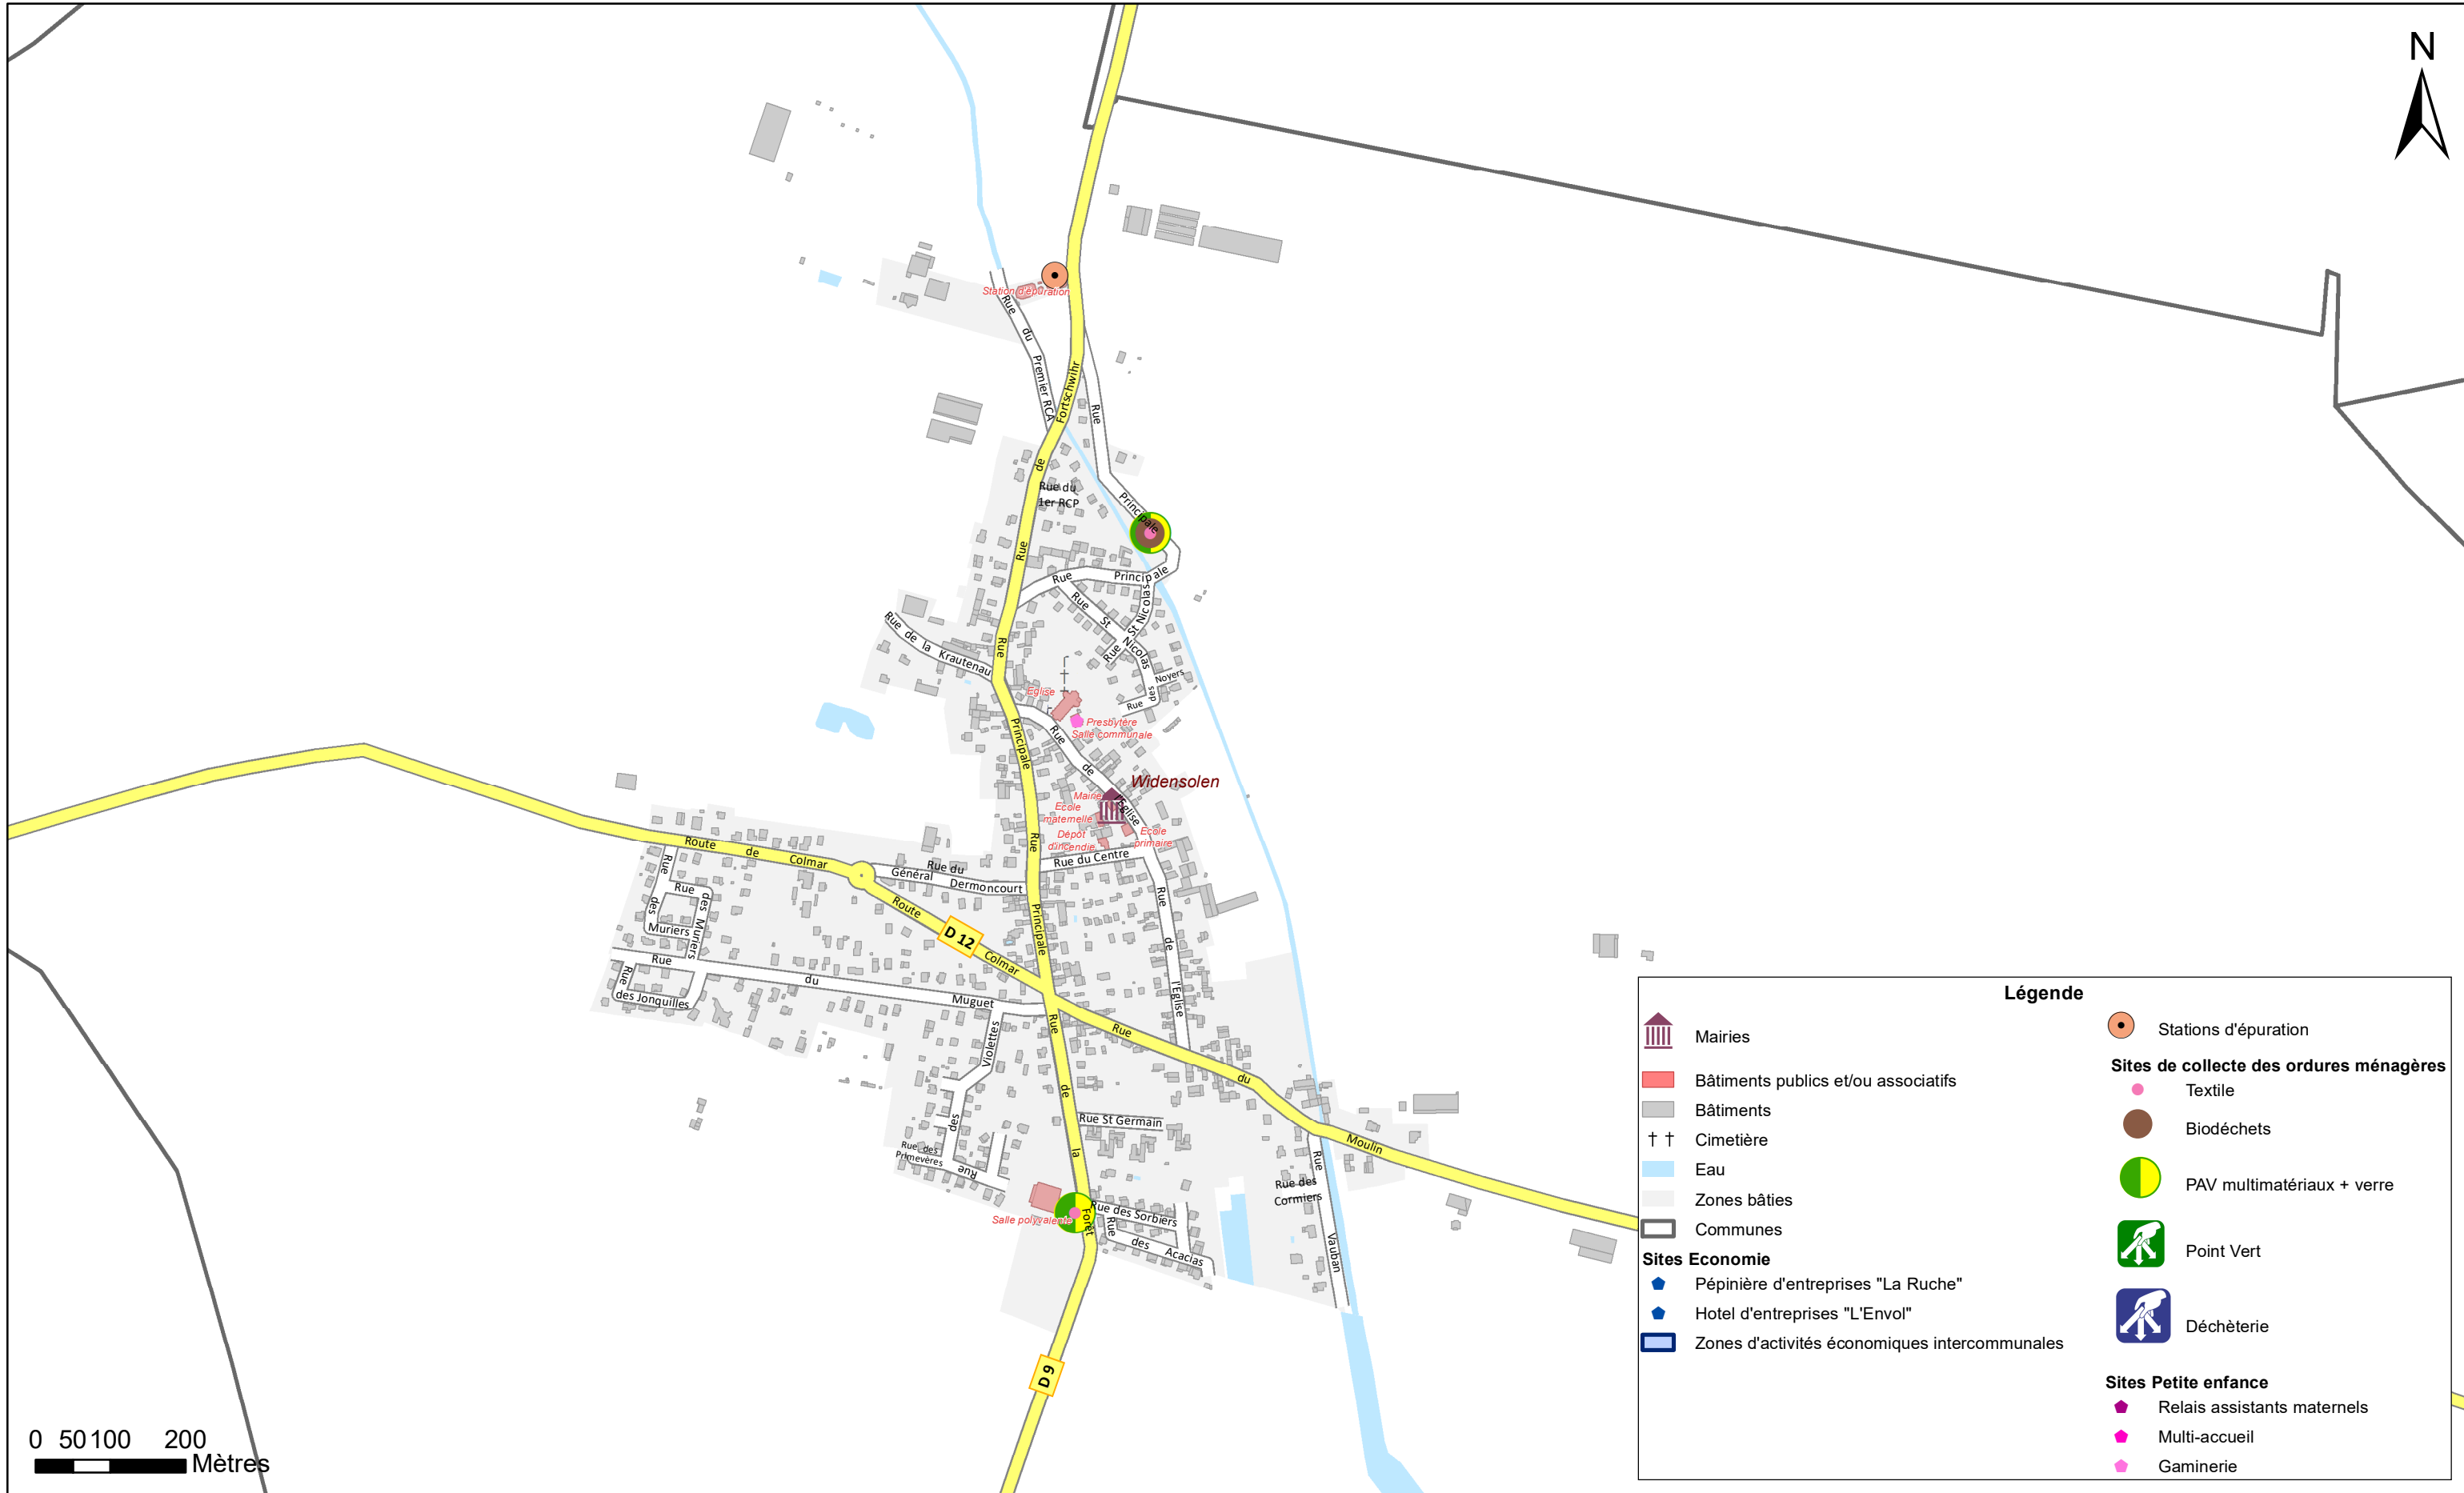 N
Station d'épuration
Rue
du
Premier RCA
Fortschwihr
Rue
de
Rue du
1er RCP
Principale
Rue
Rue
Principale
Rue
St
Nicolas
St Nicolas
Rue
Rue
Rue de la Krautenau
Noyers
des
Rue
Eglise
Presbytère
Salle communale
Principale
Rue
de
l'Eglise
Widensolen
Mairie
Ecole
maternelle
Dépôt
d'incendie
Ecole
primaire
Rue
Rue du Centre
Route de Colmar
Rue du
Général Dermoncourt
Route
D 12
Colmar
Principale
Rue
Rue
des
Muriers
des Muriers
Rue
de
l'Eglise
Rue du Muguet
Rue
des Jonquilles
Violettes
des
Rue
Rue des
Primevères
Rue
de
la
Forêt
Rue
du
Moulin
Rue St Germain
Salle polyvalente
Rue des Sorbiers
Rue
des Acacias
Rue des
Cormiers
Rue
Vauban
D 9
0 50 100 200
Mètres
Légende
Mairies
Bâtiments publics et/ou associatifs
Bâtiments
Cimetière
Eau
Zones bâties
Communes
Sites Economie
Pépinière d'entreprises "La Ruche"
Hotel d'entreprises "L'Envol"
Zones d'activités économiques intercommunales
Stations d'épuration
Sites de collecte des ordures ménagères
Textile
Biodéchets
PAV multimatériaux + verre
Point Vert
Déchèterie
Sites Petite enfance
Relais assistants maternels
Multi-accueil
Gaminerie